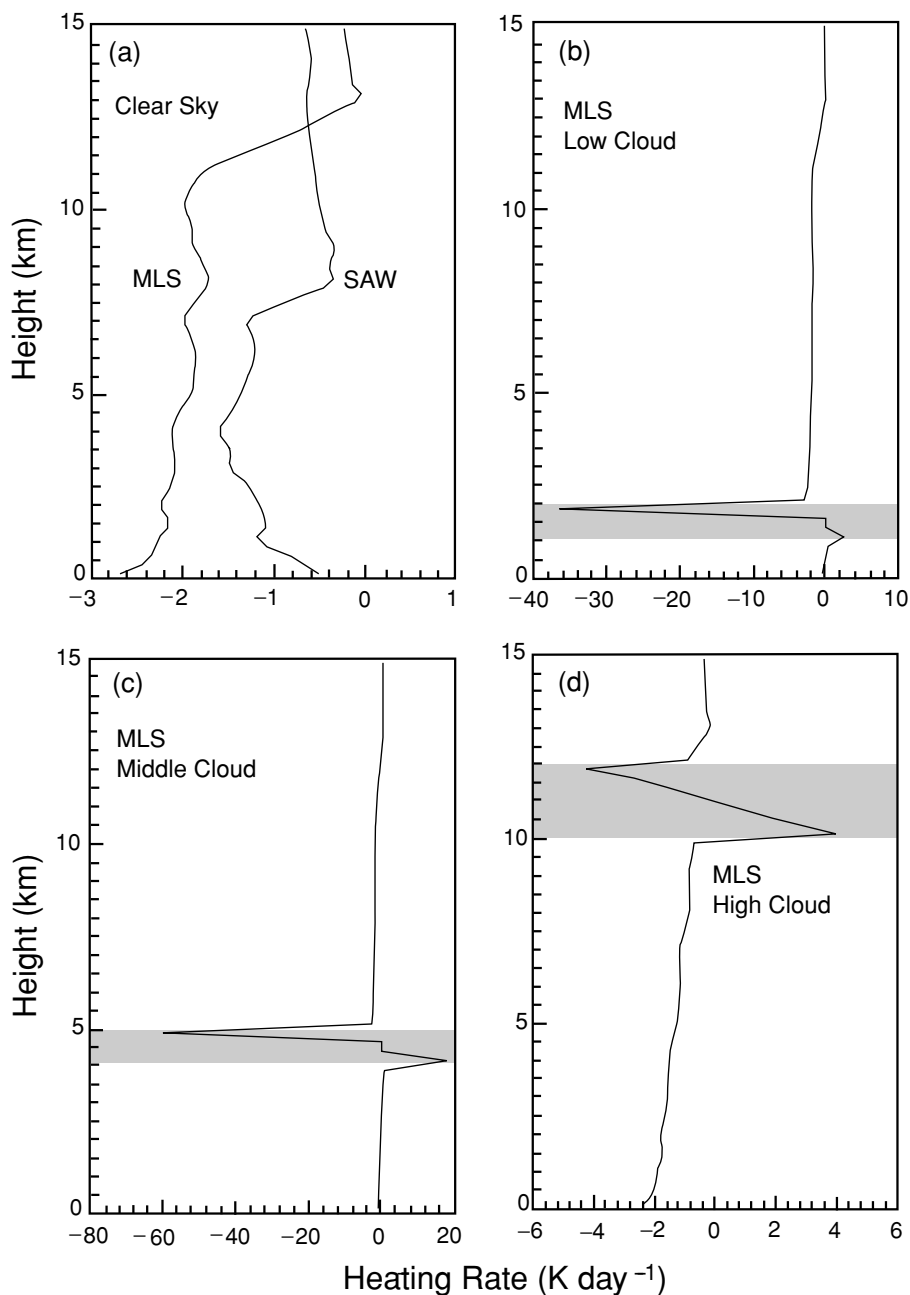 (a)
Clear Sky
MLS
SAW
15
10
5
0
−3
−2
−1
0
1
Height (km)
(b)
MLS
Low Cloud
15
10
5
0
−40
−30
−20
−10
0
10
(c)
MLS
Middle Cloud
15
10
5
0
−80
−60
−40
−20
0
20
Height (km)
(d)
MLS
High Cloud
15
10
5
0
−6
−4
−2
0
2
4
6
Heating Rate (K day −1)